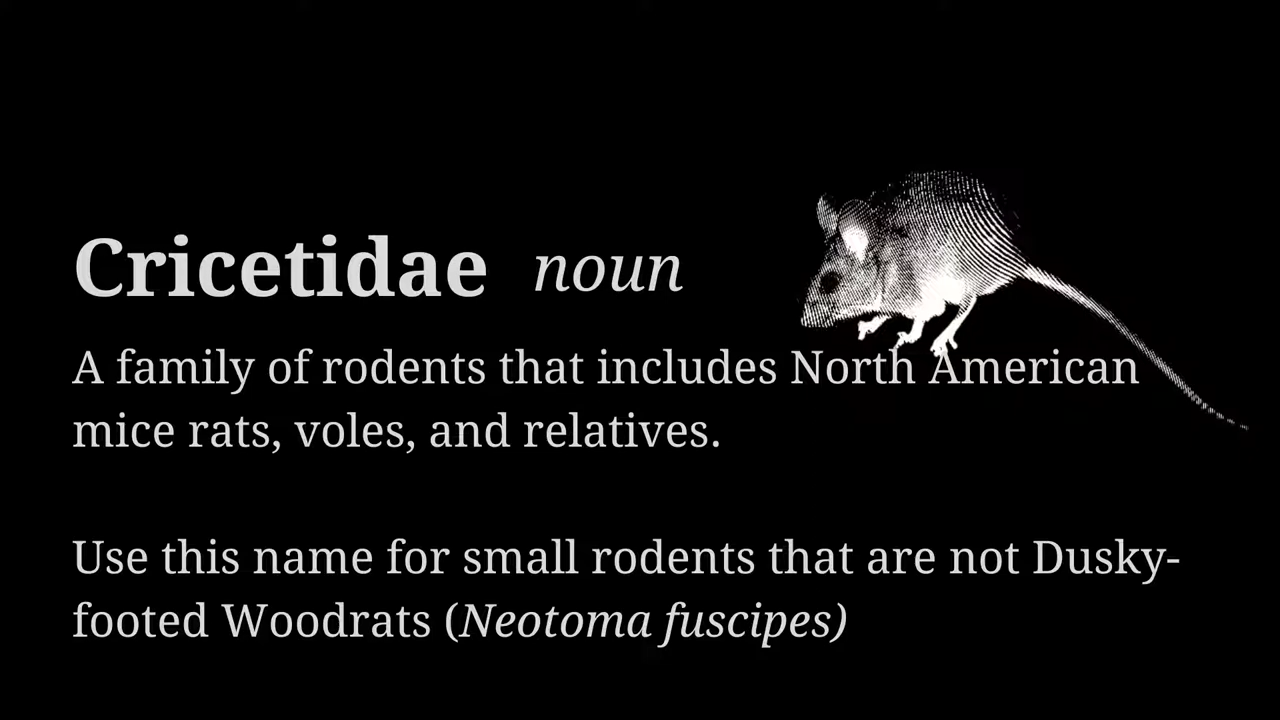 Cricetidae noun
A family of rodents that includes North American
mice rats, voles, and relatives.
Use this name for small rodents that are not Dusky-
footed Woodrats (Neotoma fuscipes)